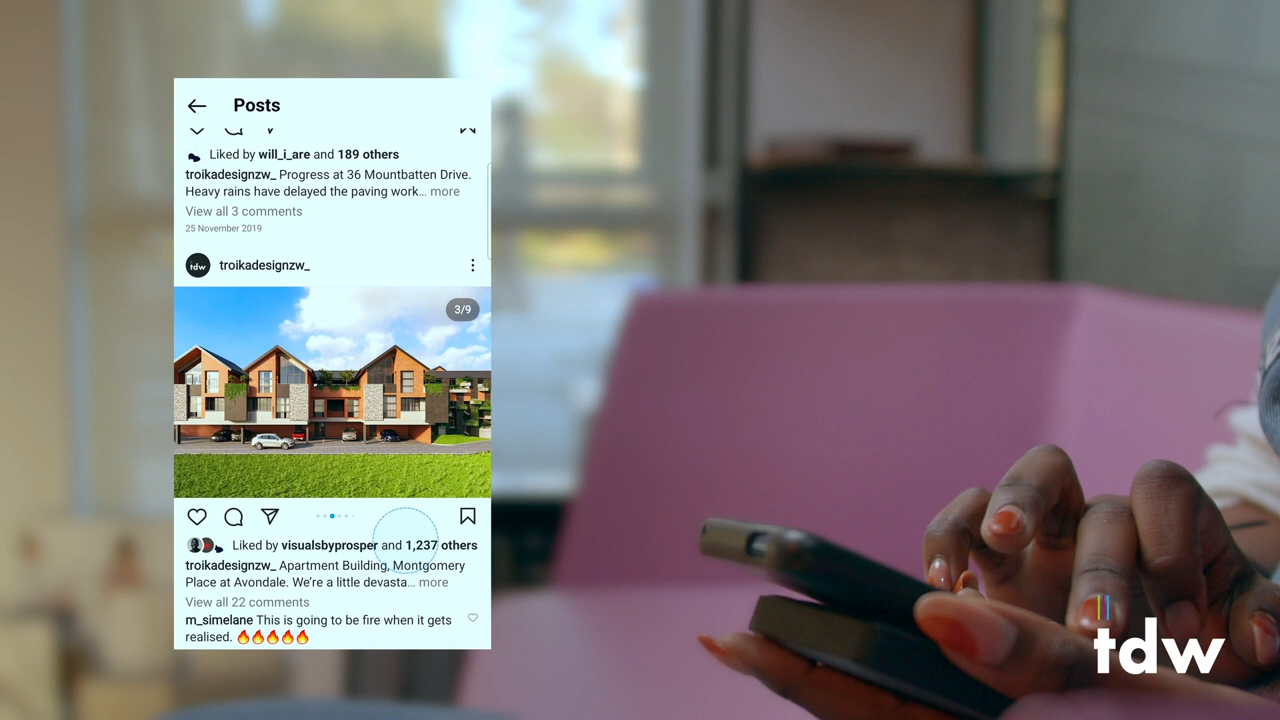 Posts
Liked by will_i_are and 189 others
troikadesignzw_ Progress at 36 Mountbatten Drive.
Heavy rains have delayed the paving work... more
View all 3 comments
25 November 2019
tdw troikadesignzw_
3/9
Liked by visualsbyprosper and 1,237 others
troikadesignzw_ Apartment Building, Montgomery
Place at Avondale. We're a little devasta... more
View all 22 comments
m_simelane This is going to be fire when it gets
realised. 🔥🔥🔥🔥🔥
tdw